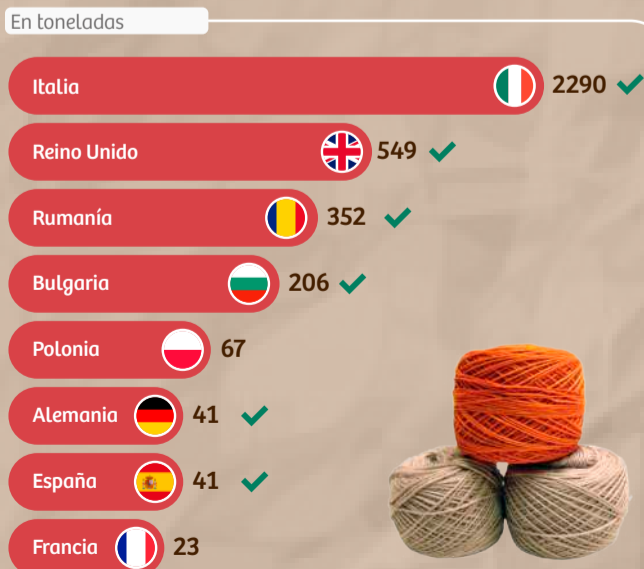 En toneladas
Italia 2290
Reino Unido 549
Rumanía 352
Bulgaria 206
Polonia 67
Alemania 41
España 41
Francia 23